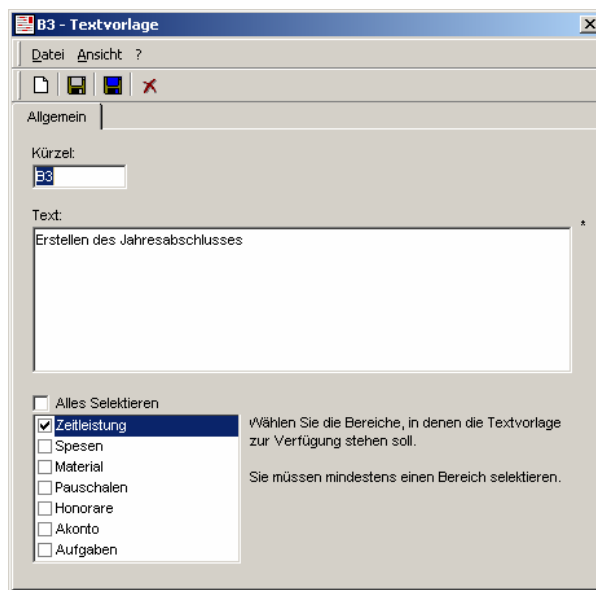 B3 - Textvorlage
Datei Ansicht ?
Allgemein
Kürzel:
B3
Text:
*
Erstellen des Jahresabschlusses
Alles Selektieren
Zeitleistung
Spesen
Material
Pauschalen
Honorare
Akonto
Aufgaben
Wählen Sie die Bereiche, in denen die Textvorlage
zur Verfügung stehen soll.
Sie müssen mindestens einen Bereich selektieren.